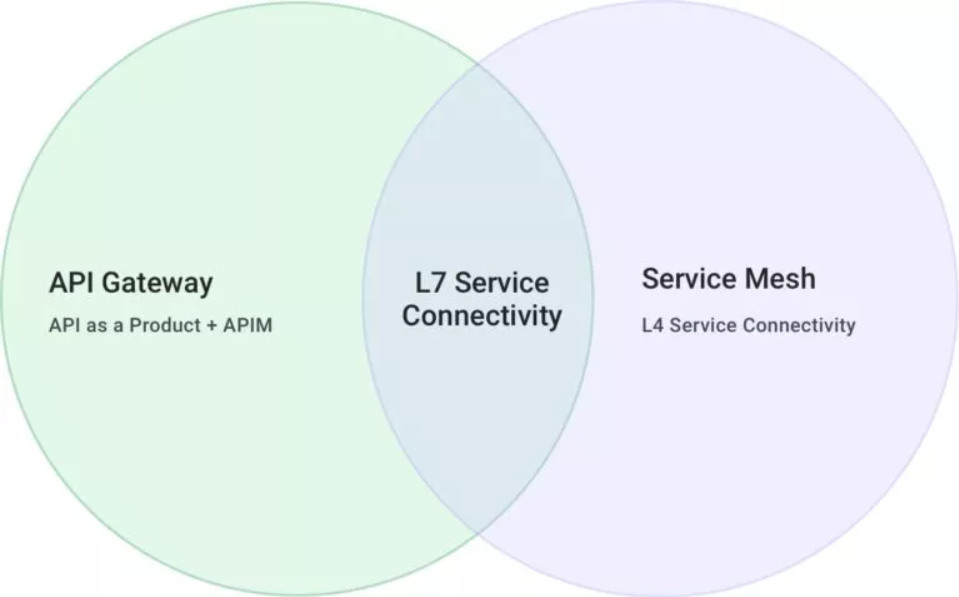 API Gateway
API as a Product + APIM
L7 Service
Connectivity
Service Mesh
L4 Service Connectivity